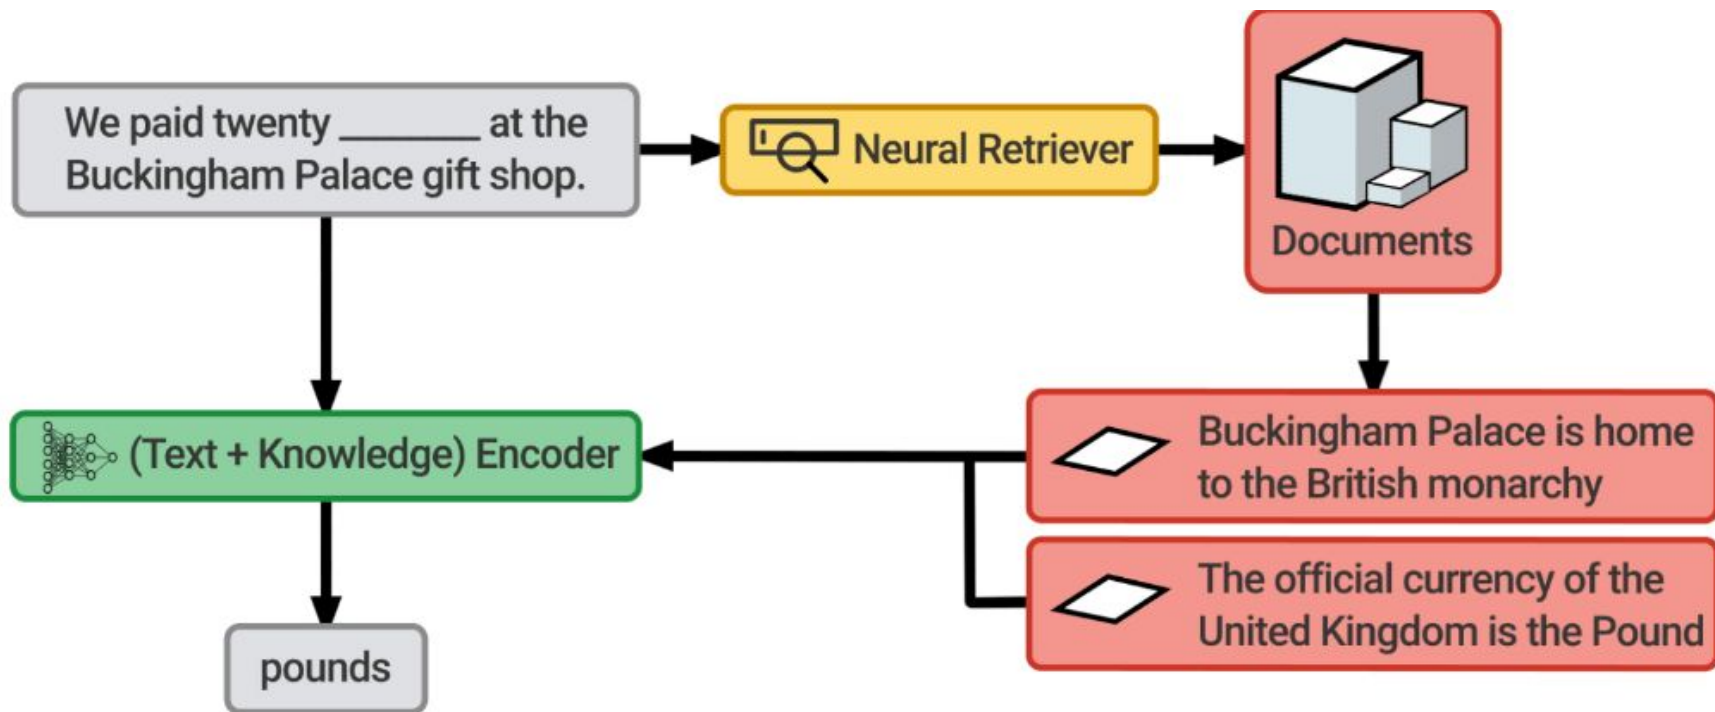 We paid twenty _______ at the
Buckingham Palace gift shop.
Neural Retriever
Documents
(Text + Knowledge) Encoder
Buckingham Palace is home
to the British monarchy
The official currency of the
United Kingdom is the Pound
pounds